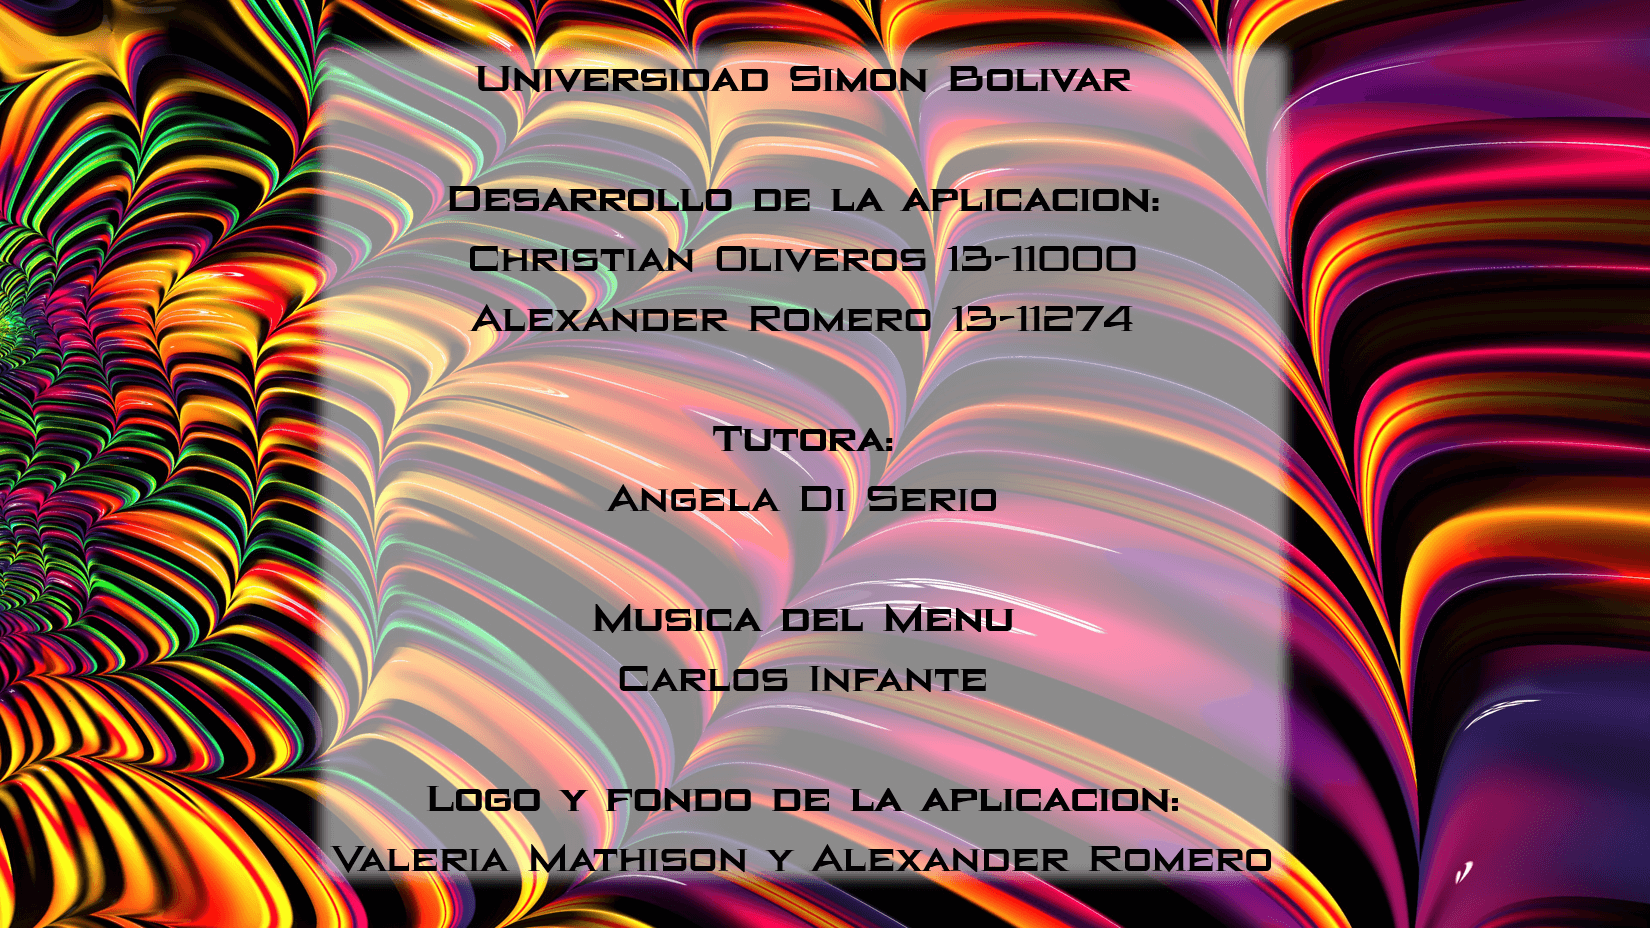 Universidad Simon Bolivar
Desarrollo de la aplicacion:
Christian Oliveros 13-11000
Alexander Romero 13-11274
Tutora:
Angela Di Serio
Musica del Menu
Carlos Infante
Logo y fondo de la aplicacion:
Valeria Mathison y Alexander Romero